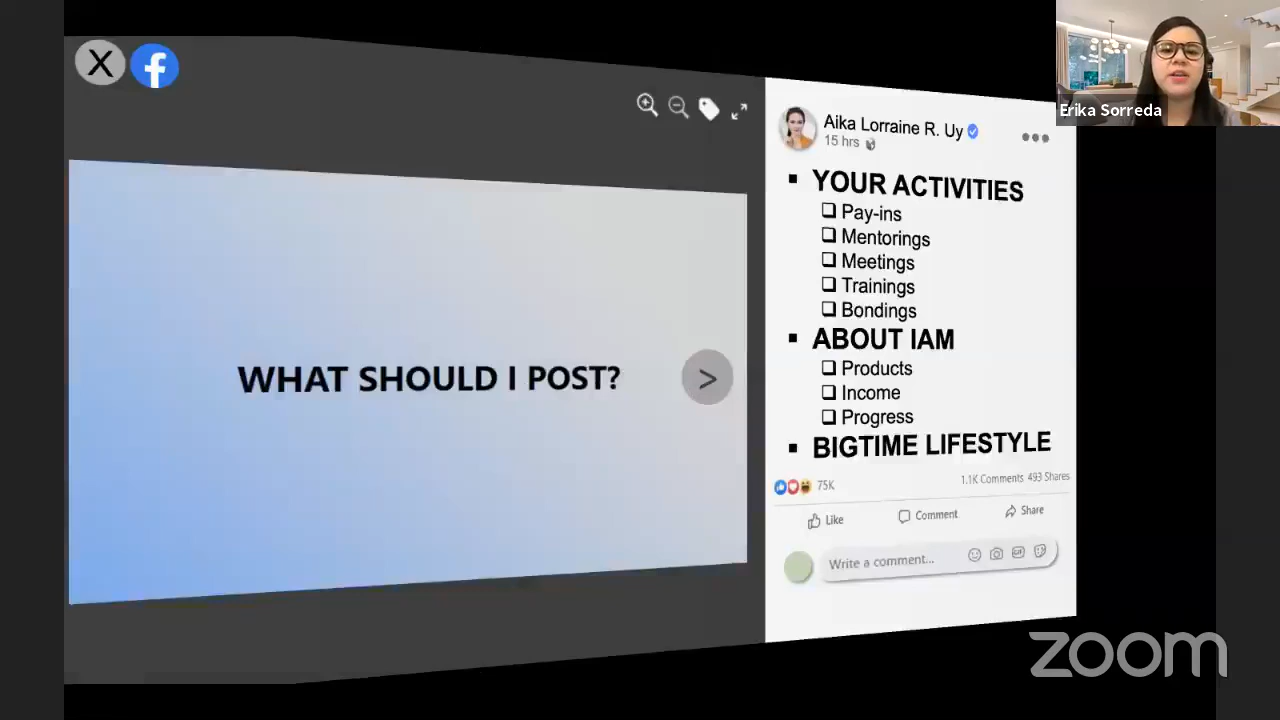 X f
WHAT SHOULD I POST?
>
Aika Lorraine R. Uy
15 hrs
YOUR ACTIVITIES
Pay-ins
Mentorings
Meetings
Trainings
Bondings
ABOUT IAM
Products
Income
Progress
BIGTIME LIFESTYLE
75K
1.1K Comments 493 Shares
Like Comment Share
Write a comment...
GIF
Erika Sorreda
zoom